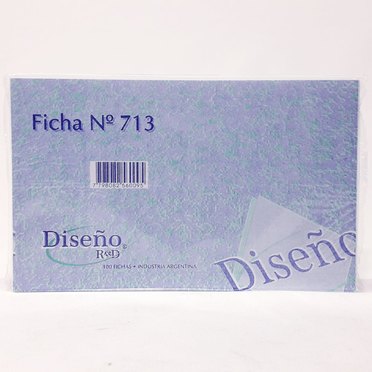 Ficha Nº 713
Diseño ©
R&D
100 FICHAS • INDUSTRIA ARGENTINA
Diseño